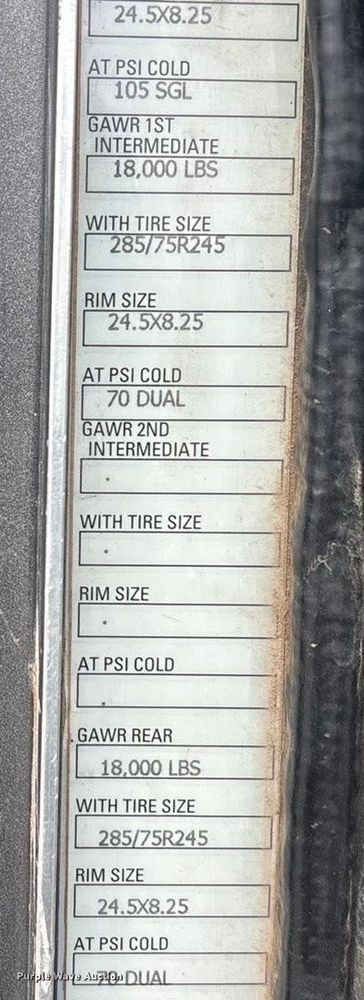 24.5X8.25
AT PSI COLD
105 SGL
GAWR 1ST
INTERMEDIATE
18,000 LBS
WITH TIRE SIZE
285/75R245
RIM SIZE
24.5X8.25
AT PSI COLD
70 DUAL
GAWR 2ND
INTERMEDIATE
.
WITH TIRE SIZE
.
RIM SIZE
.
AT PSI COLD
.
GAWR REAR
18,000 LBS
WITH TIRE SIZE
285/75R245
RIM SIZE
24.5X8.25
AT PSI COLD
DUAL
Purple Wave Auction